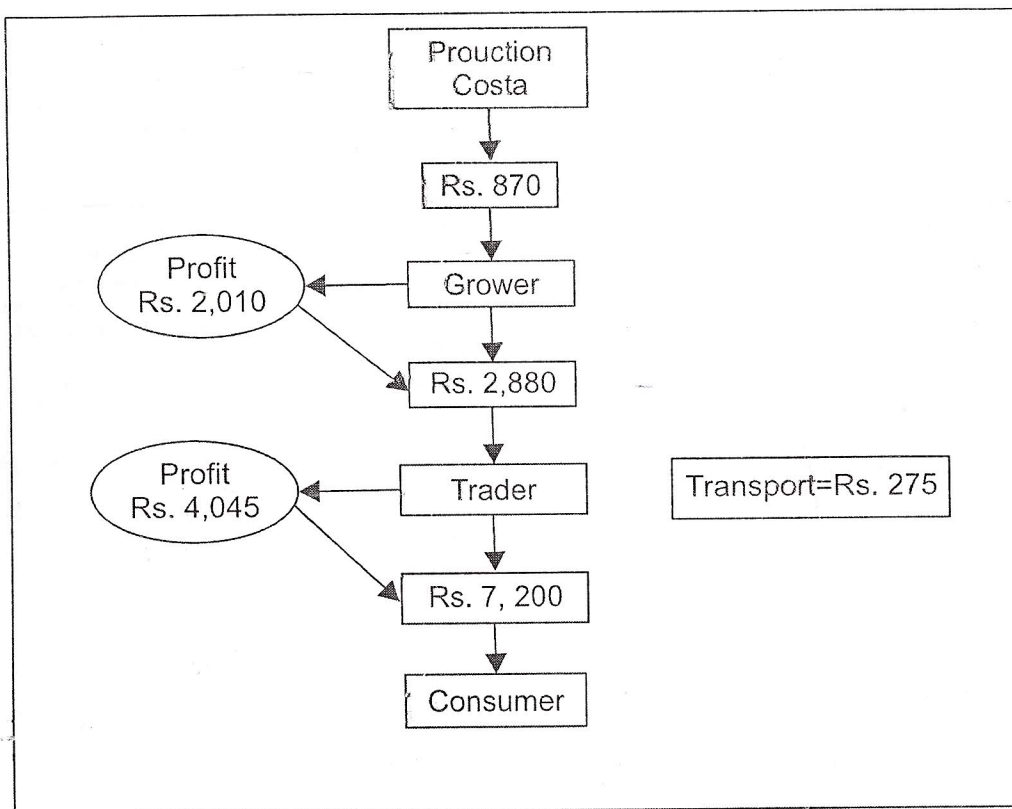 Prouction
Costa
Rs. 870
Profit
Rs. 2,010
Grower
Rs. 2,880
Profit
Rs. 4,045
Trader
Transport=Rs. 275
Rs. 7, 200
Consumer